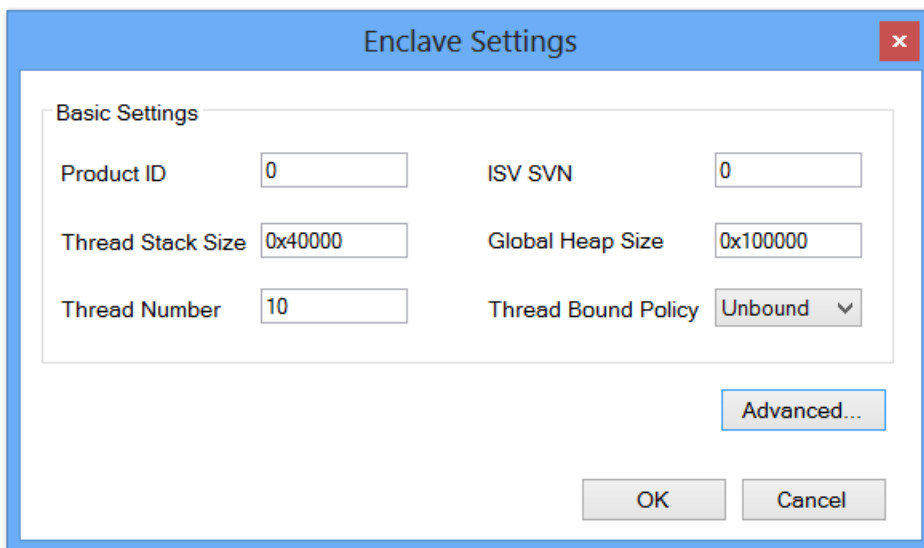 Enclave Settings
x
Basic Settings
Product ID 0 ISV SVN 0
Thread Stack Size 0x40000 Global Heap Size 0x100000
Thread Number 10 Thread Bound Policy Unbound
Advanced...
OK Cancel